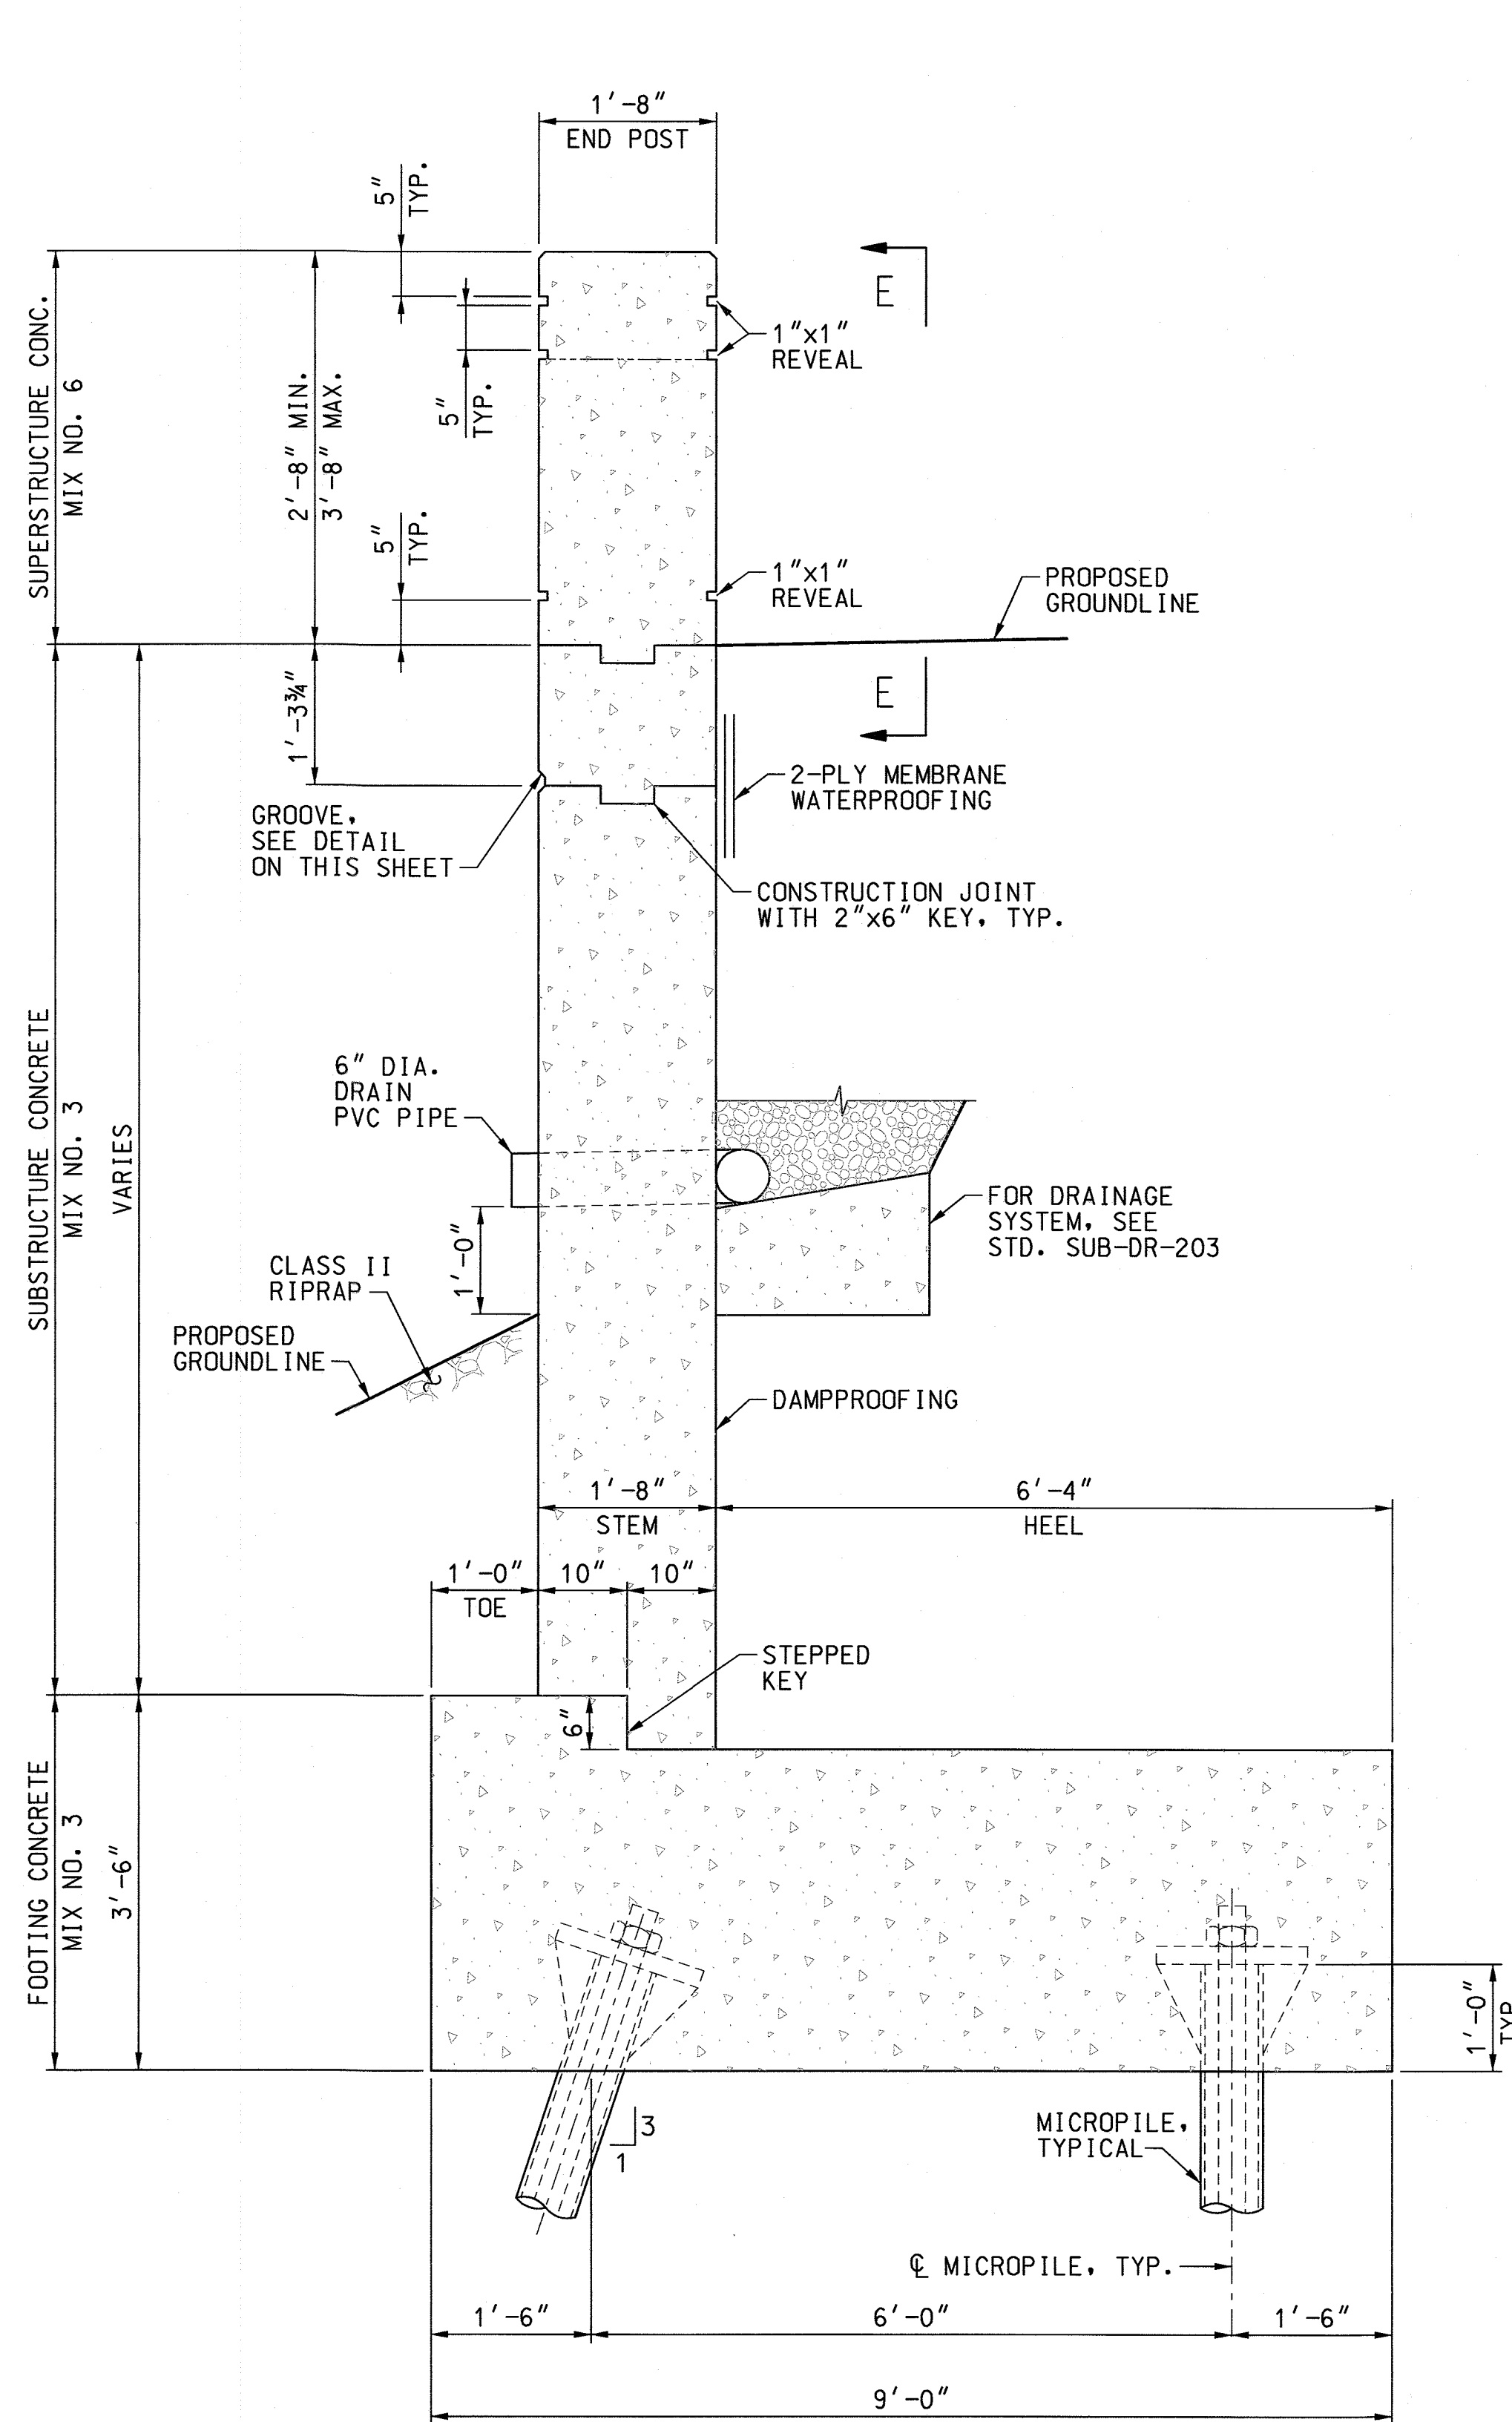 1'-8"
END POST
5"
TYP.
SUPERSTRUCTURE CONC.
MIX NO. 6
2'-8" MIN.
3'-8" MAX.
5"
TYP.
E
1"x1"
REVEAL
5"
TYP.
1"x1"
REVEAL
PROPOSED
GROUNDLINE
1'-3¾"
E
GROOVE,
SEE DETAIL
ON THIS SHEET
2-PLY MEMBRANE
WATERPROOFING
CONSTRUCTION JOINT
WITH 2"x6" KEY, TYP.
SUBSTRUCTURE CONCRETE
MIX NO. 3
VARIES
6" DIA.
DRAIN
PVC PIPE
FOR DRAINAGE
SYSTEM, SEE
STD. SUB-DR-203
1'-0"
CLASS II
RIPRAP
PROPOSED
GROUNDLINE
DAMPPROOFING
1'-8"
STEM
6'-4"
HEEL
1'-0"
TOE
10"
10"
STEPPED
KEY
6"
FOOTING CONCRETE
MIX NO. 3
3'-6"
1'-0"
TYP.
3
1
MICROPILE,
TYPICAL
℄ MICROPILE, TYP.
1'-6"
6'-0"
1'-6"
9'-0"